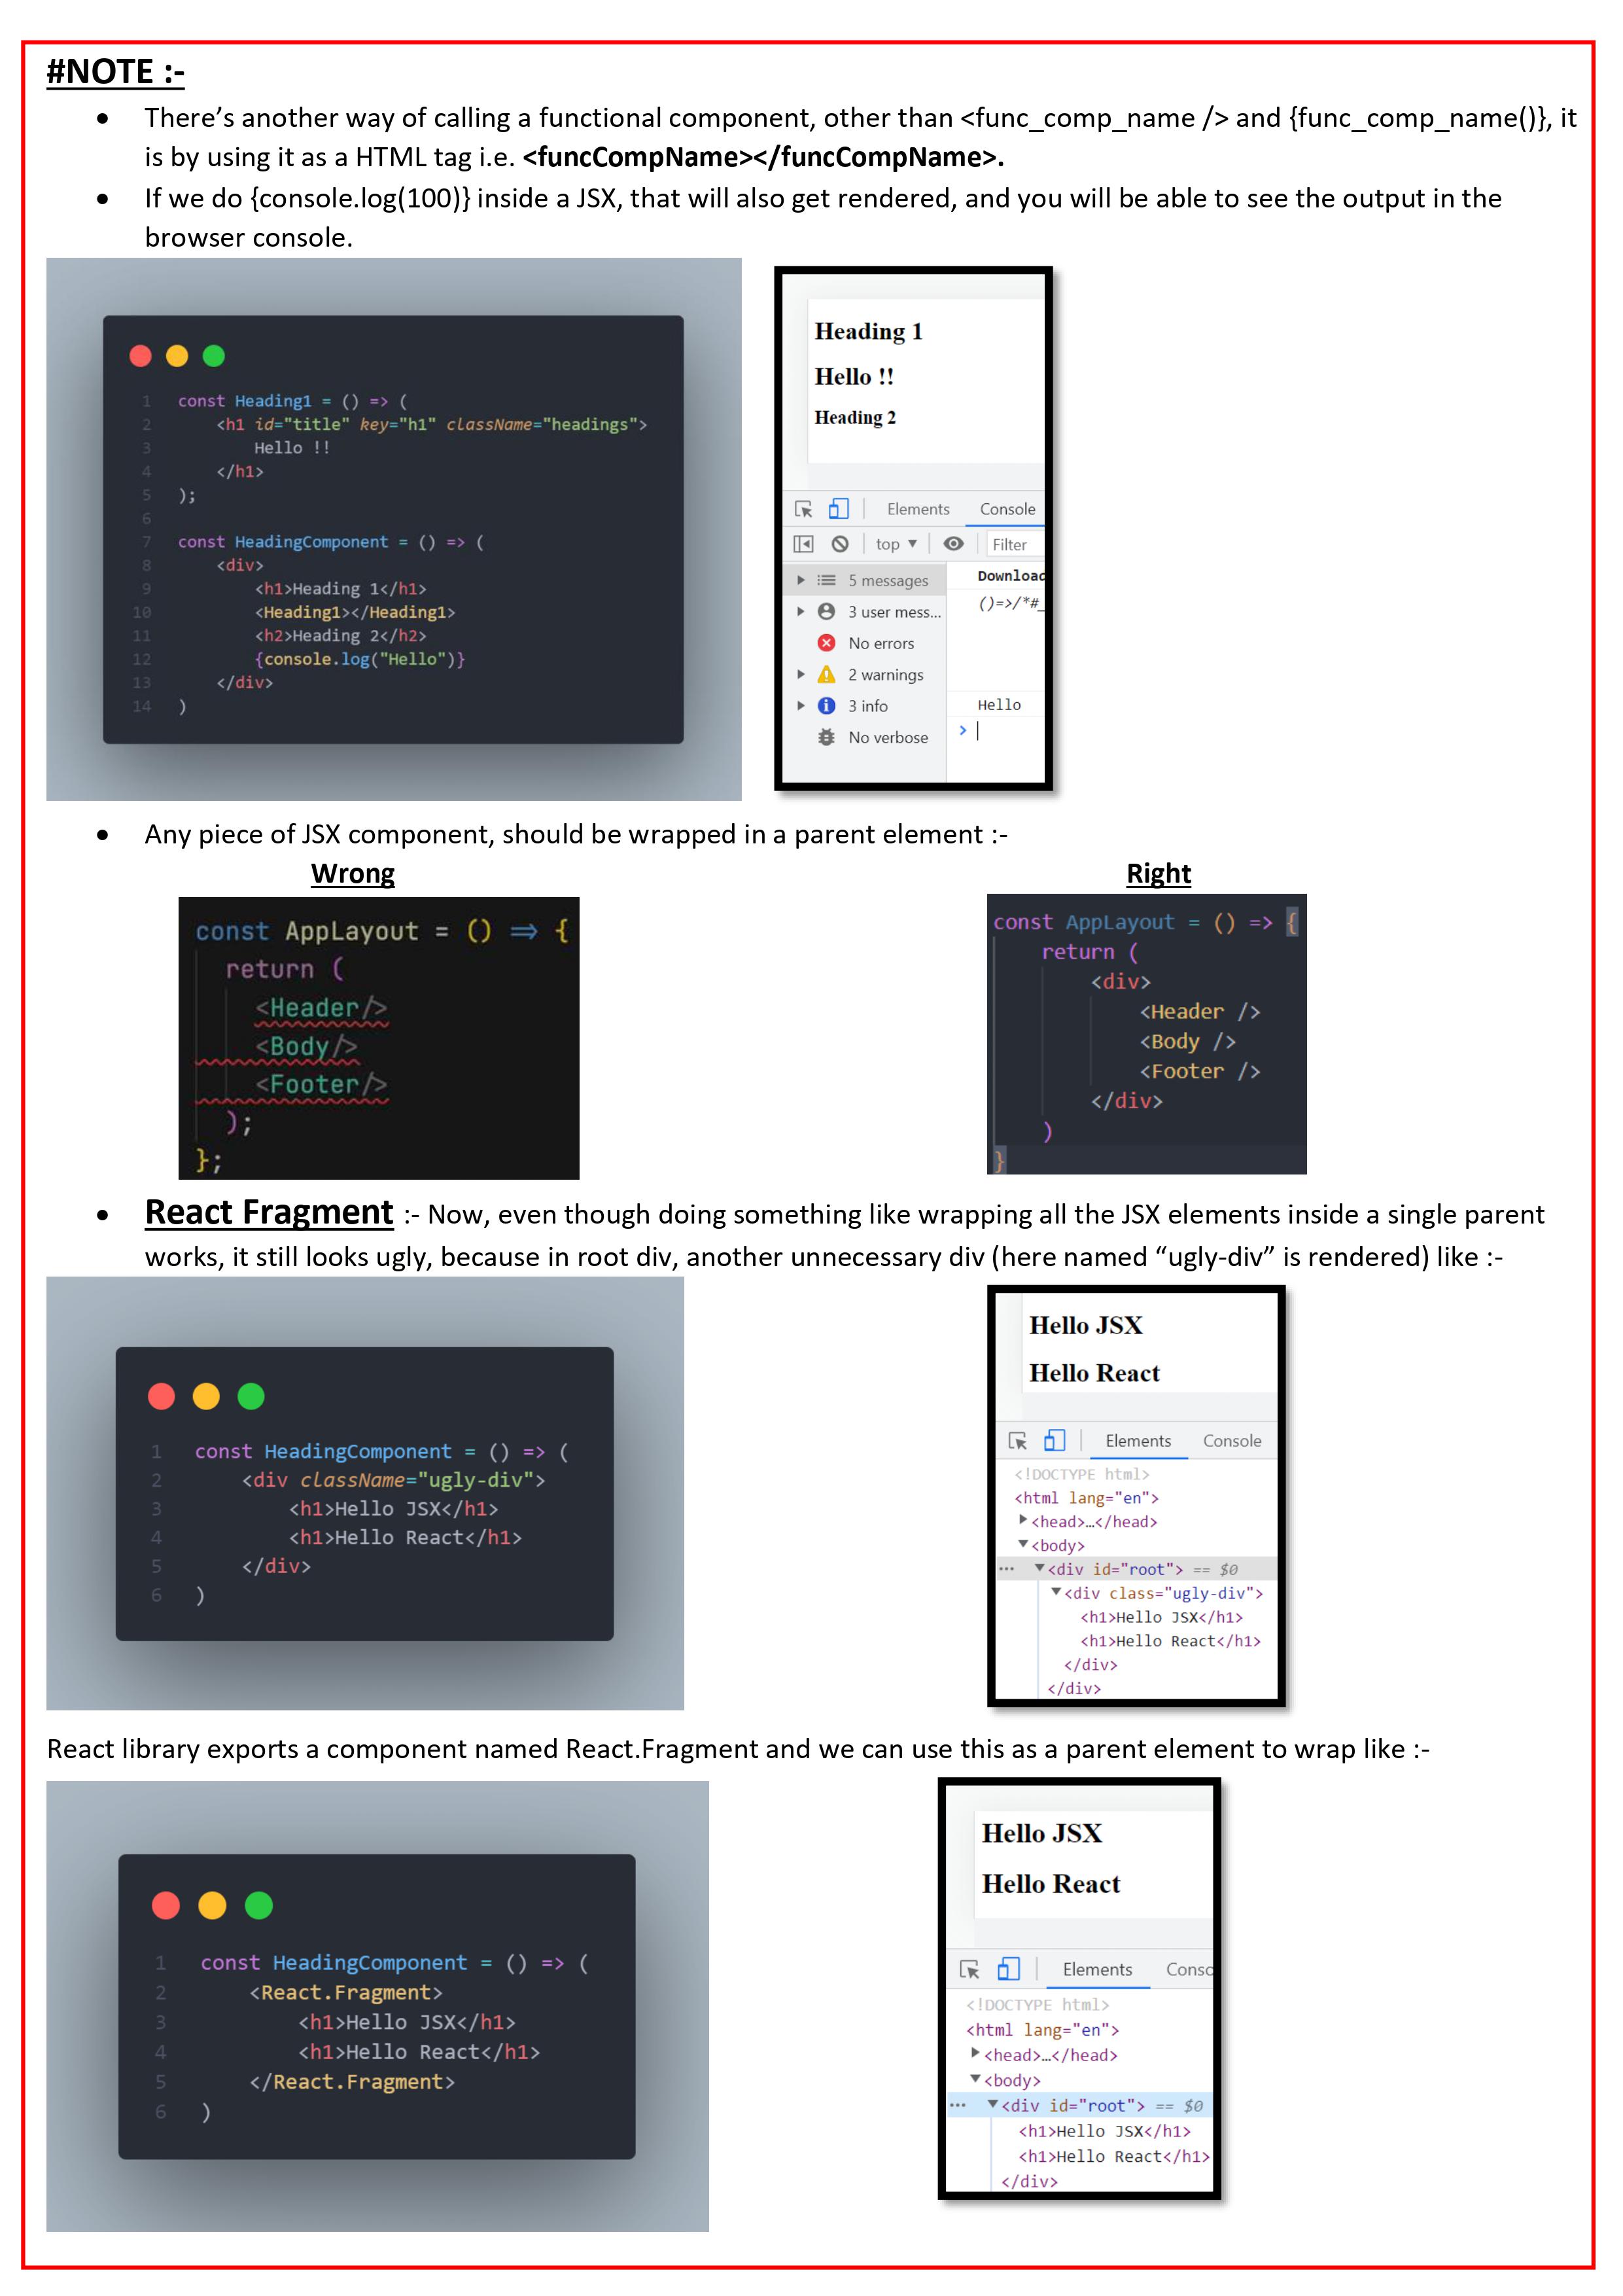 #NOTE :-
• There’s another way of calling a functional component, other than <func_comp_name /> and {func_comp_name()}, it
is by using it as a HTML tag i.e. <funcCompName></funcCompName>.
• If we do {console.log(100)} inside a JSX, that will also get rendered, and you will be able to see the output in the
browser console.
1 const Heading1 = () => (
2 <h1 id="title" key="h1" className="headings">
3 Hello !!
4 </h1>
5 );
6
7 const HeadingComponent = () => (
8 <div>
9 <h1>Heading 1</h1>
10 <Heading1></Heading1>
11 <h2>Heading 2</h2>
12 {console.log("Hello")}
13 </div>
14 )
Heading 1
Hello !!
Heading 2
Elements Console
top ▼ Filter
5 messages
3 user mess...
No errors
2 warnings
3 info
No verbose
Downloa
()=>/*#_
Hello
>
• Any piece of JSX component, should be wrapped in a parent element :-
Wrong
const AppLayout = () => {
return (
<Header/>
<Body/>
<Footer/>
);
};
Right
const AppLayout = () => {
return (
<div>
<Header />
<Body />
<Footer />
</div>
)
}
• React Fragment :- Now, even though doing something like wrapping all the JSX elements inside a single parent
works, it still looks ugly, because in root div, another unnecessary div (here named “ugly-div” is rendered) like :-
1 const HeadingComponent = () => (
2 <div className="ugly-div">
3 <h1>Hello JSX</h1>
4 <h1>Hello React</h1>
5 </div>
6 )
Hello JSX
Hello React
Elements Console
<!DOCTYPE html>
<html lang="en">
<head>…</head>
<body>
… <div id="root"> == $0
<div class="ugly-div">
<h1>Hello JSX</h1>
<h1>Hello React</h1>
</div>
</div>
React library exports a component named React.Fragment and we can use this as a parent element to wrap like :-
1 const HeadingComponent = () => (
2 <React.Fragment>
3 <h1>Hello JSX</h1>
4 <h1>Hello React</h1>
5 </React.Fragment>
6 )
Hello JSX
Hello React
Elements Conso
<!DOCTYPE html>
<html lang="en">
<head>…</head>
<body>
… <div id="root"> == $0
<h1>Hello JSX</h1>
<h1>Hello React</h1>
</div>